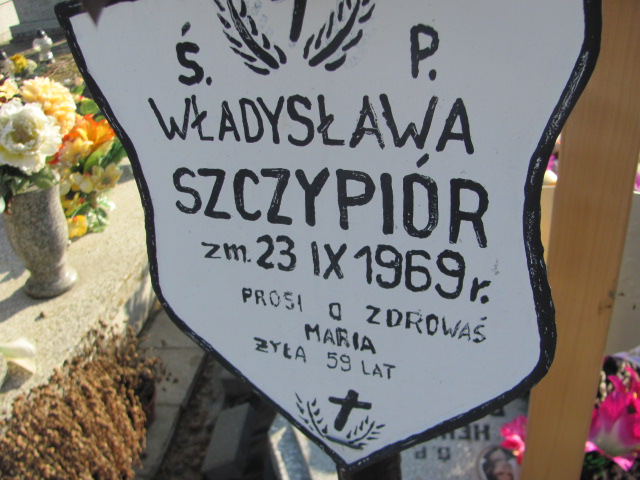 Ś. P.
WŁADYSŁAWA
SZCZYPIÓR
zm. 23 IX 1969 r.
PROSI O ZDROWAŚ
MARIA
ŻYŁA 59 LAT
Ś.P.